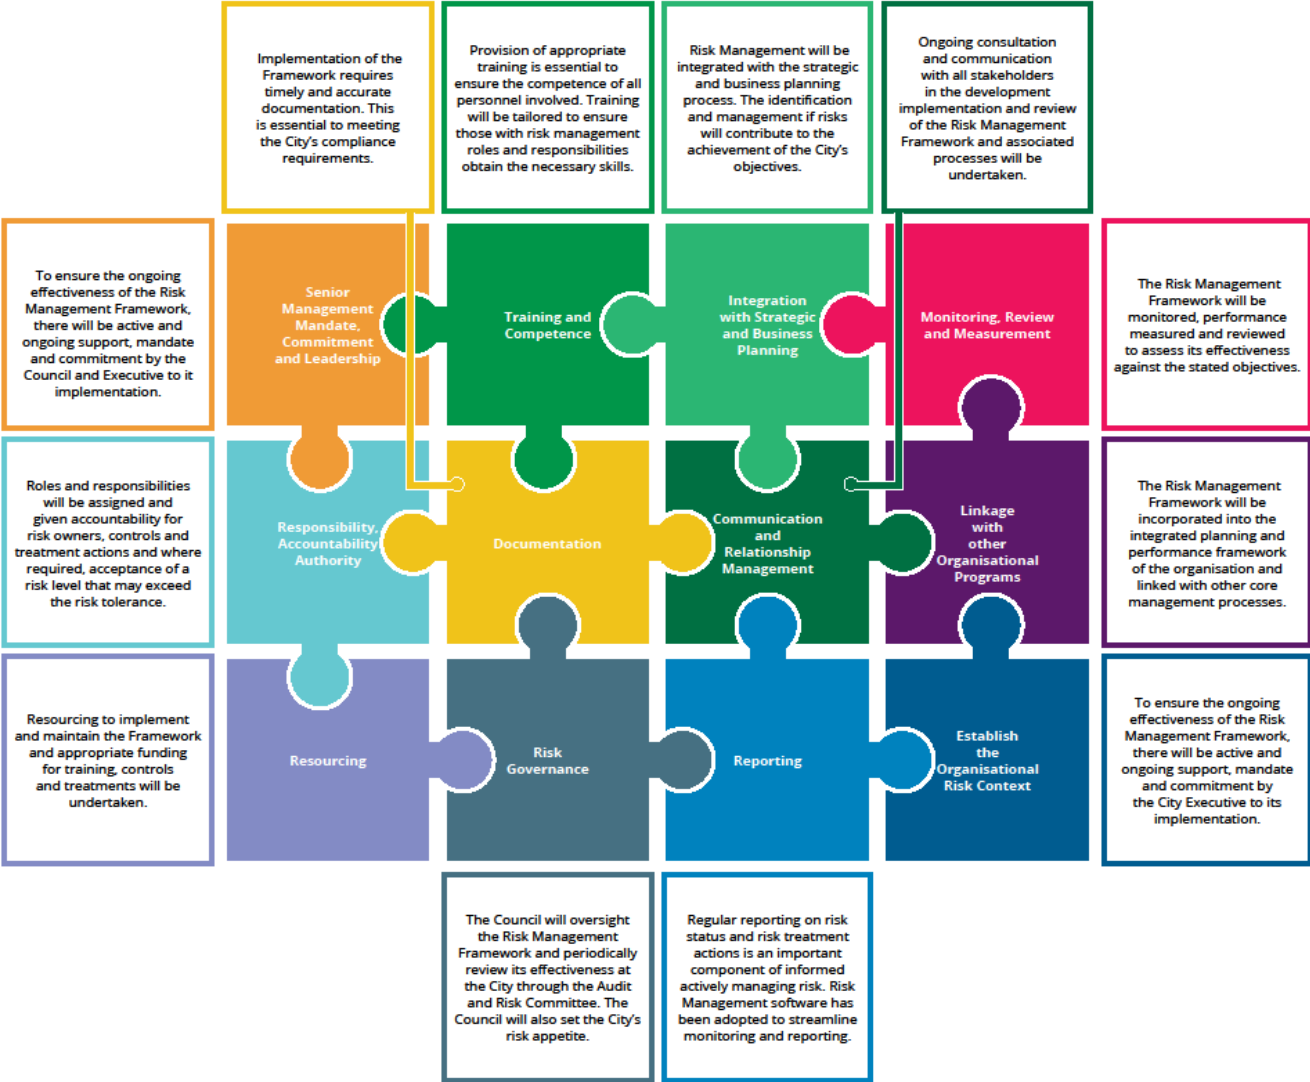 Implementation of the
Framework requires
timely and accurate
documentation. This
is essential to meeting
the City's compliance
requirements.
Provision of appropriate
training is essential to
ensure the competence of all
personnel involved. Training
will be tailored to ensure
those with risk management
roles and responsibilities
obtain the necessary skills.
Risk Management will be
integrated with the strategic
and business planning
process. The identification
and management if risks
will contribute to the
achievement of the City's
objectives.
Ongoing consultation
and communication
with all stakeholders
in the development
implementation and review
of the Risk Management
Framework and associated
processes will be
undertaken.
To ensure the ongoing
effectiveness of the Risk
Management Framework,
there will be active and
ongoing support, mandate
and commitment by the
Council and Executive to it
implementation.
Senior
Management
Mandate,
Commitment
and Leadership
Training and
Competence
Integration
with Strategic
and Business
Planning
Monitoring, Review
and Measurement
The Risk Management
Framework will be
monitored, performance
measured and reviewed
to assess its effectiveness
against the stated objectives.
Roles and responsibilities
will be assigned and
given accountability for
risk owners, controls and
treatment actions and where
required, acceptance of a
risk level that may exceed
the risk tolerance.
Responsibility,
Accountability
Authority
Documentation
Communication
and
Relationship
Management
Linkage
with
other
Organisational
Programs
The Risk Management
Framework will be
incorporated into the
integrated planning and
performance framework
of the organisation and
linked with other core
management processes.
Resourcing to implement
and maintain the Framework
and appropriate funding
for training, controls
and treatments will be
undertaken.
Resourcing
Risk
Governance
Reporting
Establish
the
Organisational
Risk Context
To ensure the ongoing
effectiveness of the Risk
Management Framework,
there will be active and
ongoing support, mandate
and commitment by
the City Executive to its
implementation.
The Council will oversight
the Risk Management
Framework and periodically
review its effectiveness at
the City through the Audit
and Risk Committee. The
Council will also set the City's
risk appetite.
Regular reporting on risk
status and risk treatment
actions is an important
component of informed
actively managing risk. Risk
Management software has
been adopted to streamline
monitoring and reporting.